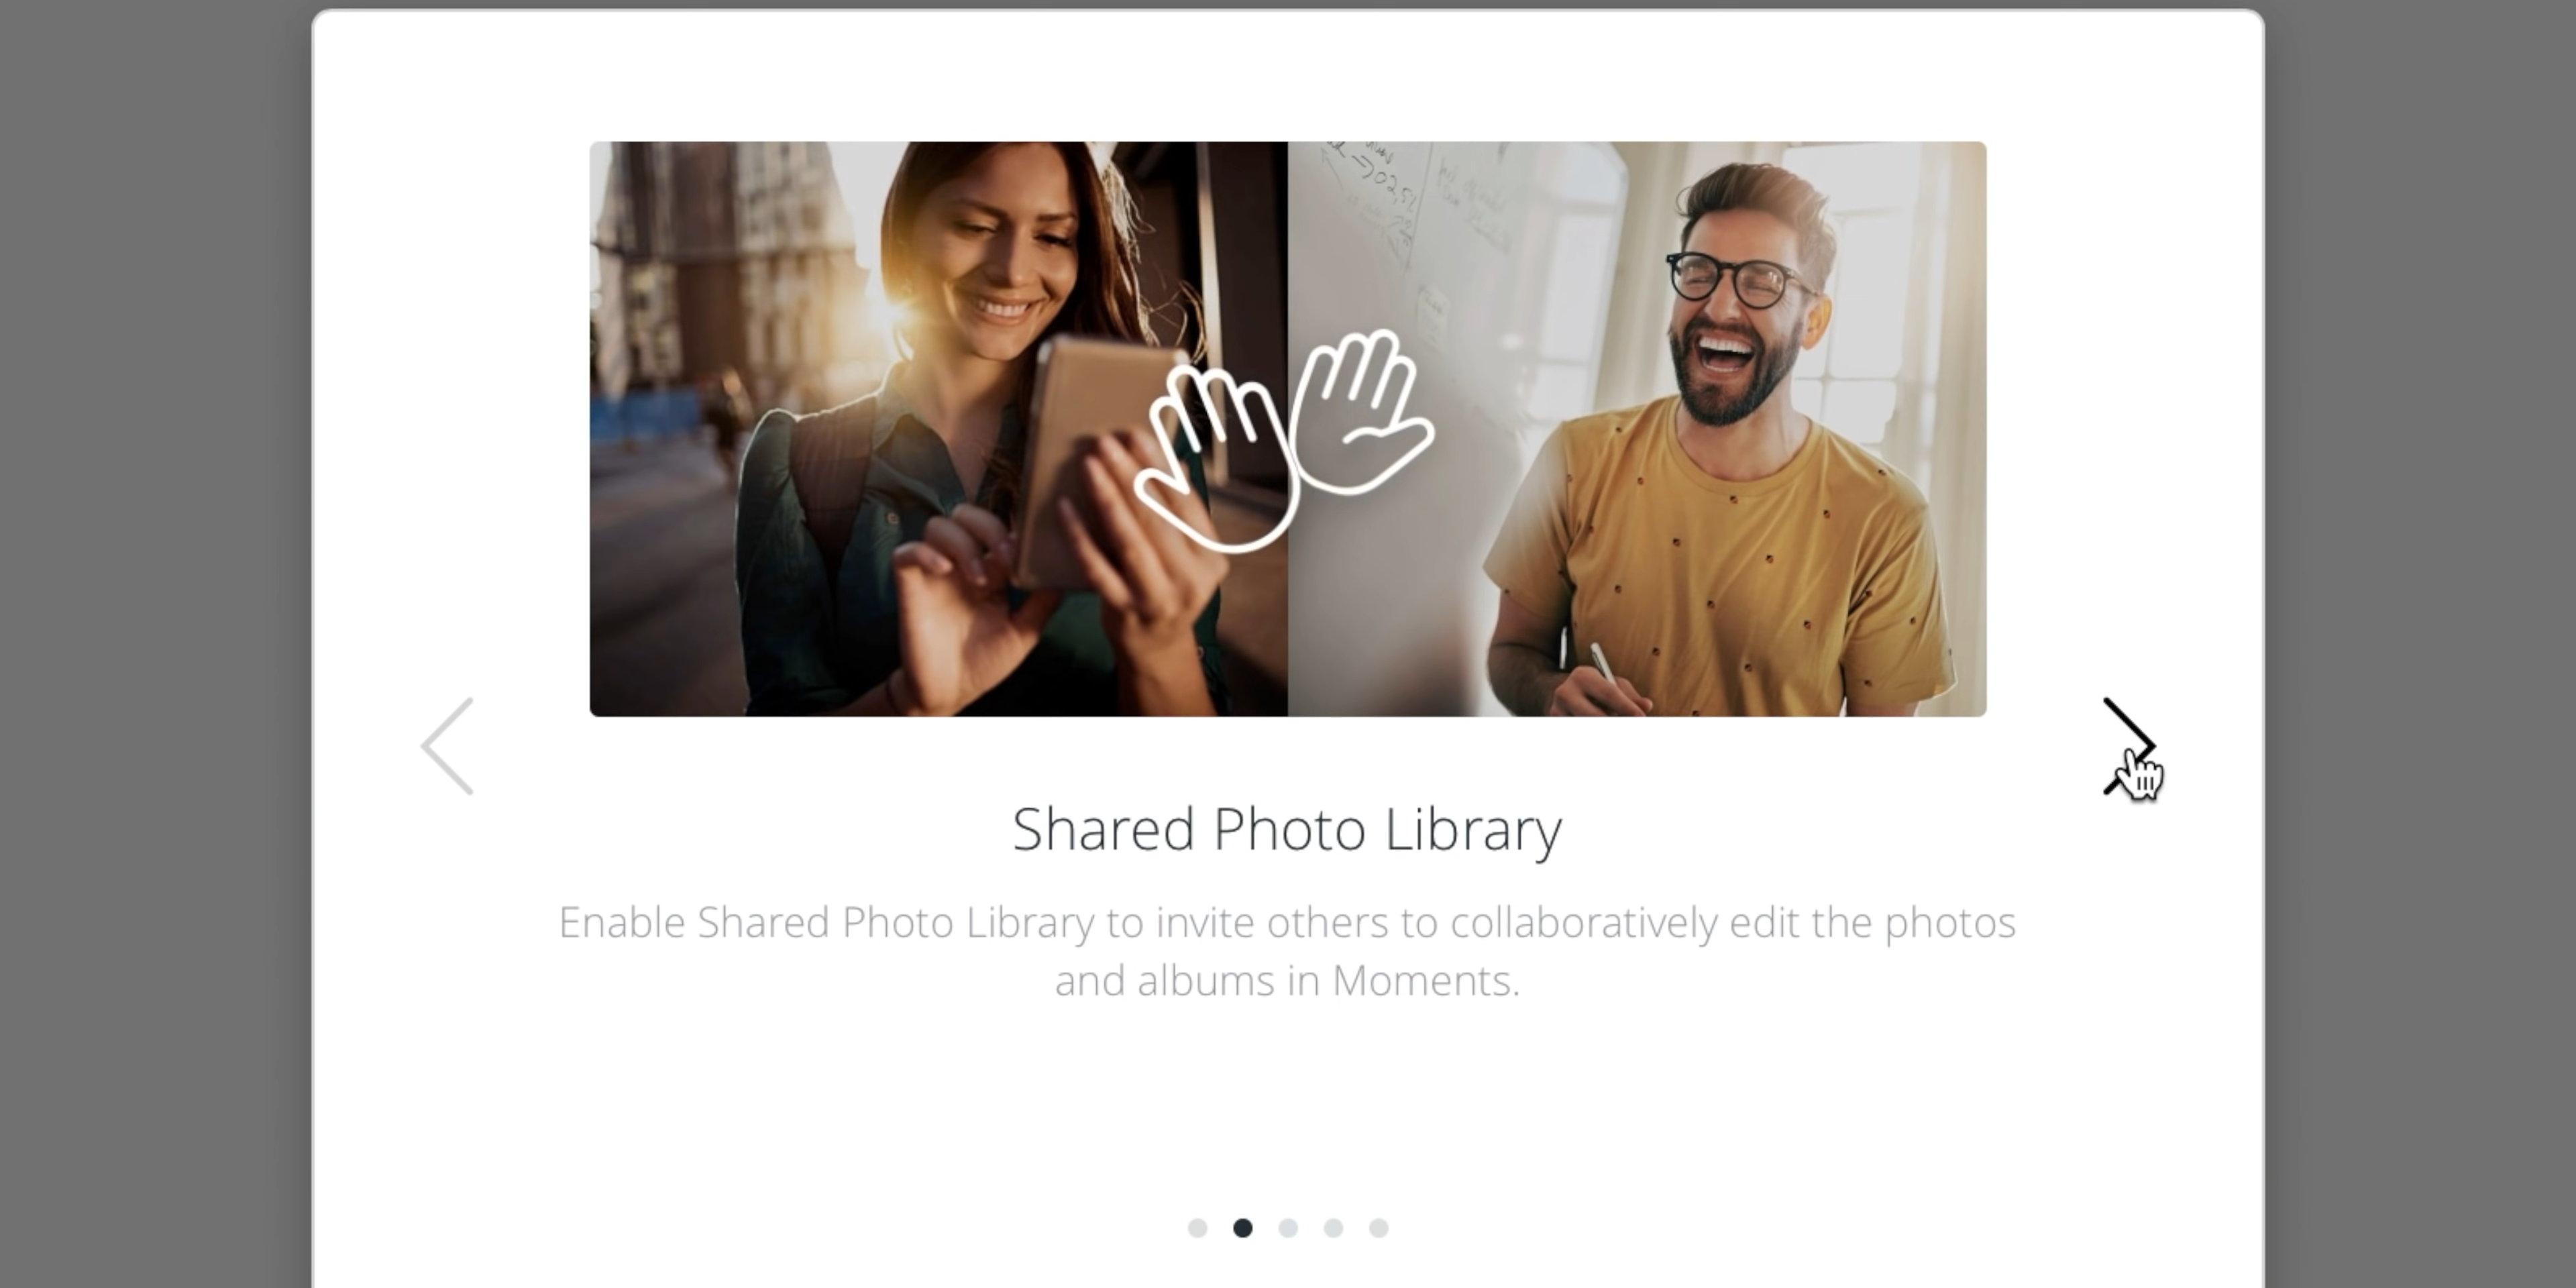 Shared Photo Library
Enable Shared Photo Library to invite others to collaboratively edit the photos
and albums in Moments.